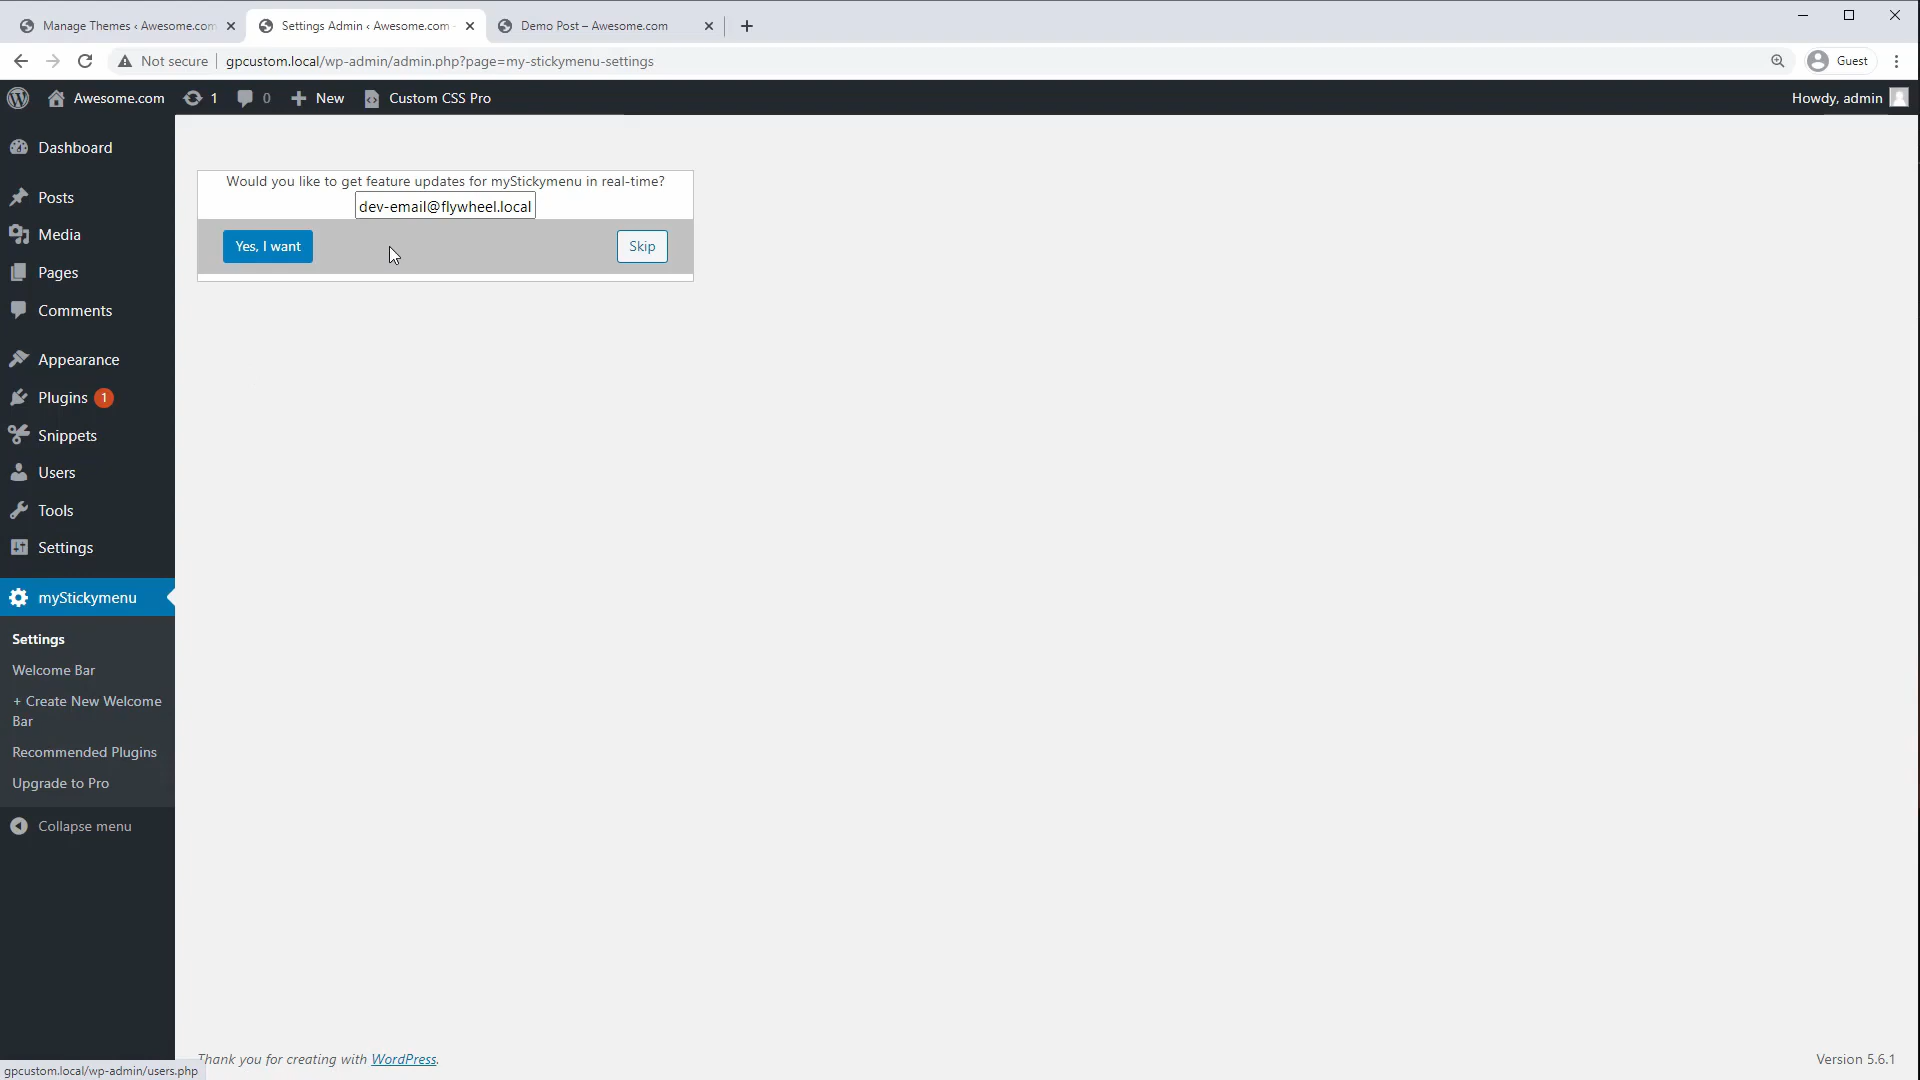 Manage Themes ‹ Awesome.com
Settings Admin ‹ Awesome.com
Demo Post – Awesome.com
Not secure
gpcustom.local/wp-admin/admin.php?page=my-stickymenu-settings
Guest
Awesome.com
1
0
New
Custom CSS Pro
Howdy, admin
Dashboard
Posts
Media
Pages
Comments
Appearance
Plugins 1
Snippets
Users
Tools
Settings
myStickymenu
Settings
Welcome Bar
+ Create New Welcome
Bar
Recommended Plugins
Upgrade to Pro
Collapse menu
Would you like to get feature updates for myStickymenu in real-time?
dev-email@flywheel.local
Yes, I want
Skip
Thank you for creating with WordPress.
Version 5.6.1
gpcustom.local/wp-admin/users.php